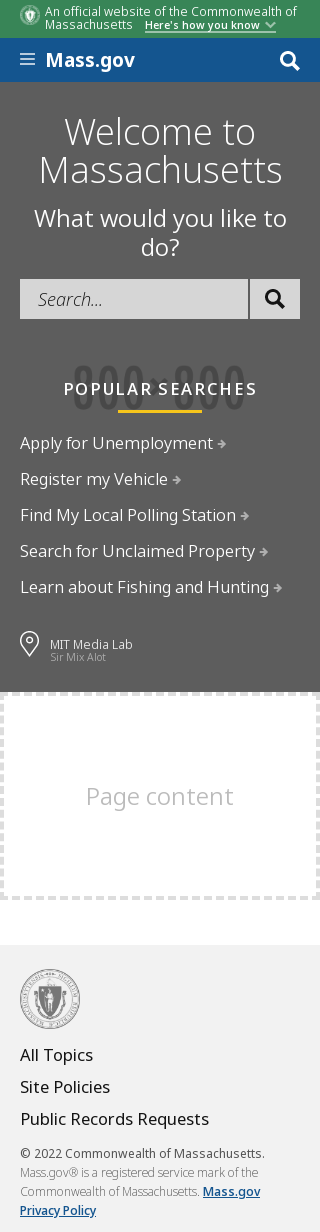 An official website of the Commonwealth of
Massachusetts Here's how you know
Mass.gov
Welcome to
Massachusetts
What would you like to
do?
Search...
POPULAR SEARCHES
Apply for Unemployment
Register my Vehicle
Find My Local Polling Station
Search for Unclaimed Property
Learn about Fishing and Hunting
MIT Media Lab
Sir Mix Alot
Page content
All Topics
Site Policies
Public Records Requests
© 2022 Commonwealth of Massachusetts.
Mass.gov® is a registered service mark of the
Commonwealth of Massachusetts. Mass.gov
Privacy Policy